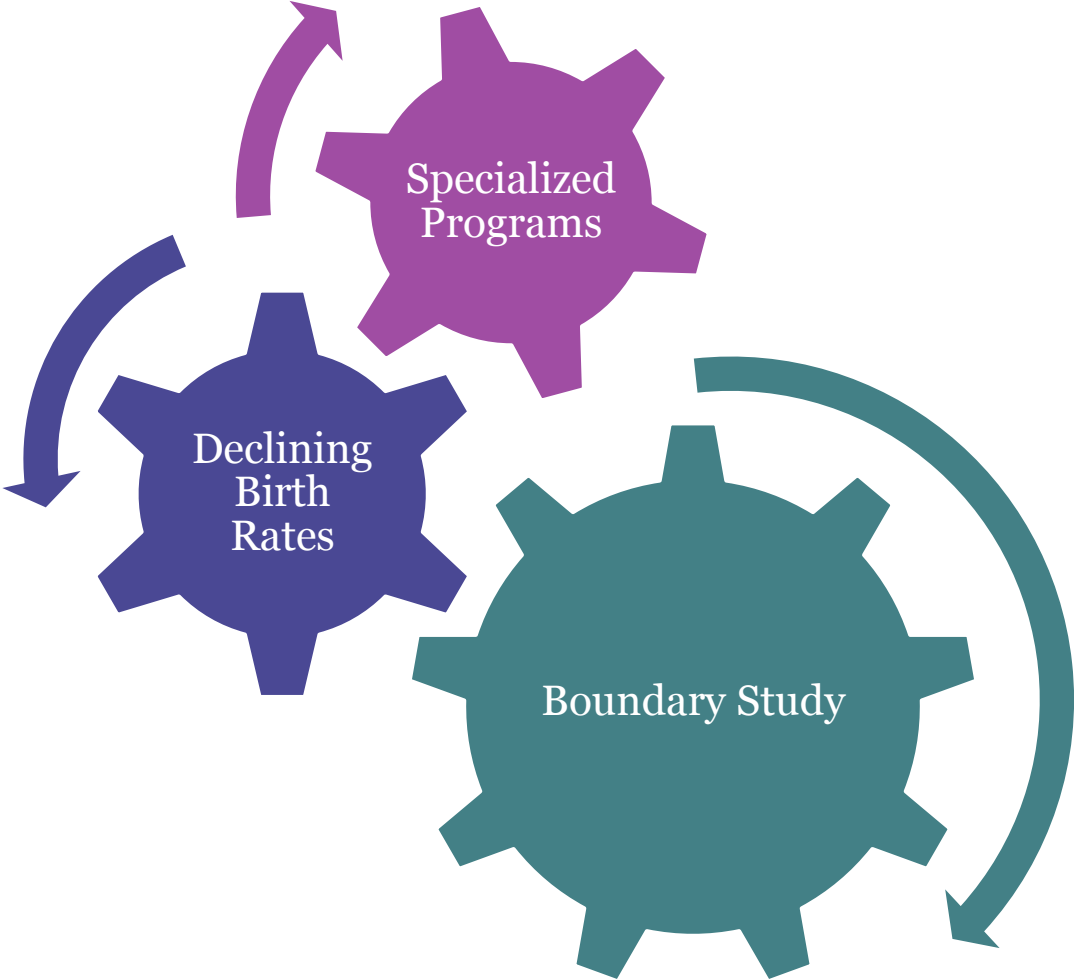 Specialized
Programs
Declining
Birth
Rates
Boundary Study